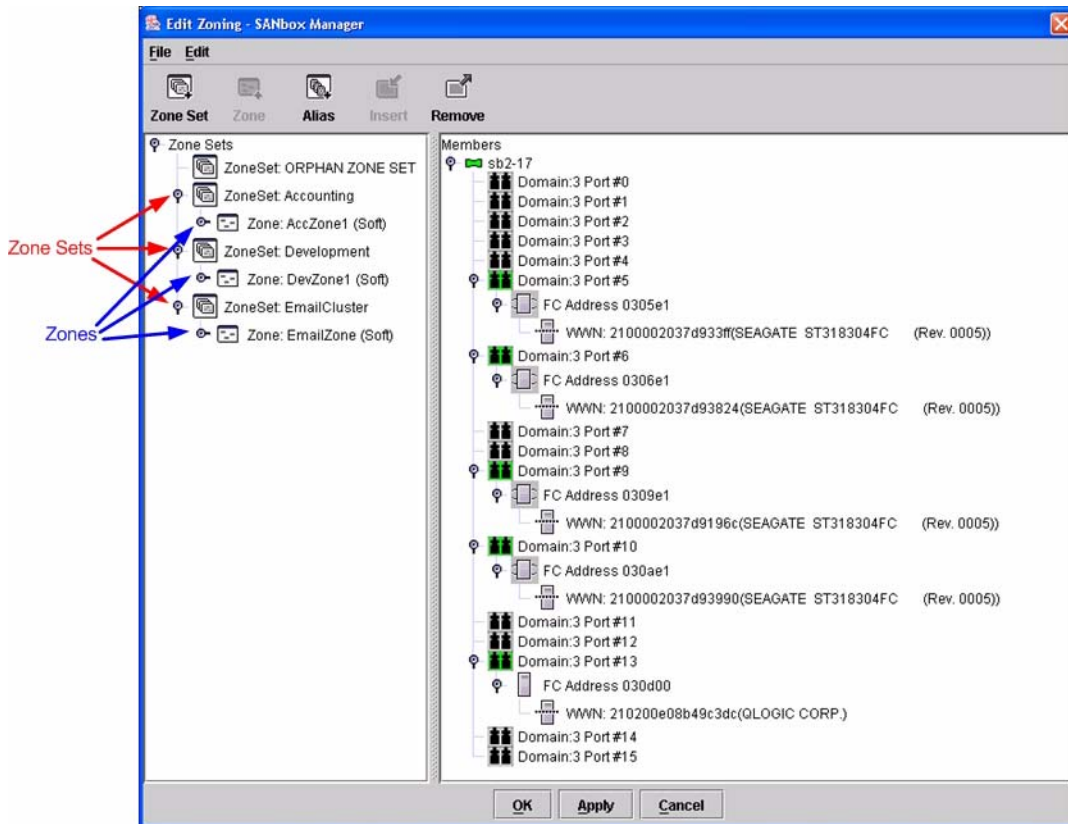 Edit Zoning - SANbox Manager
File Edit
Zone Set Zone Alias Insert Remove
Zone Sets
ZoneSet: ORPHAN ZONE SET
ZoneSet: Accounting
Zone: AccZone1 (Soft)
ZoneSet: Development
Zone: DevZone1 (Soft)
ZoneSet: EmailCluster
Zone: EmailZone (Soft)
Zone Sets
Zones
Members
sb2-17
Domain:3 Port#0
Domain:3 Port#1
Domain:3 Port#2
Domain:3 Port#3
Domain:3 Port#4
Domain:3 Port#5
FC Address 0305e1
WWN: 2100002037d933ff(SEAGATE ST318304FC (Rev. 0005))
Domain:3 Port#6
FC Address 0306e1
WWN: 2100002037d93824(SEAGATE ST318304FC (Rev. 0005))
Domain:3 Port#7
Domain:3 Port#8
Domain:3 Port#9
FC Address 0309e1
WWN: 2100002037d9196c(SEAGATE ST318304FC (Rev. 0005))
Domain:3 Port#10
FC Address 030ae1
WWN: 2100002037d93990(SEAGATE ST318304FC (Rev. 0005))
Domain:3 Port#11
Domain:3 Port#12
Domain:3 Port#13
FC Address 030d00
WWN: 210200e08b49c3dc(QLOGIC CORP.)
Domain:3 Port#14
Domain:3 Port#15
OK Apply Cancel